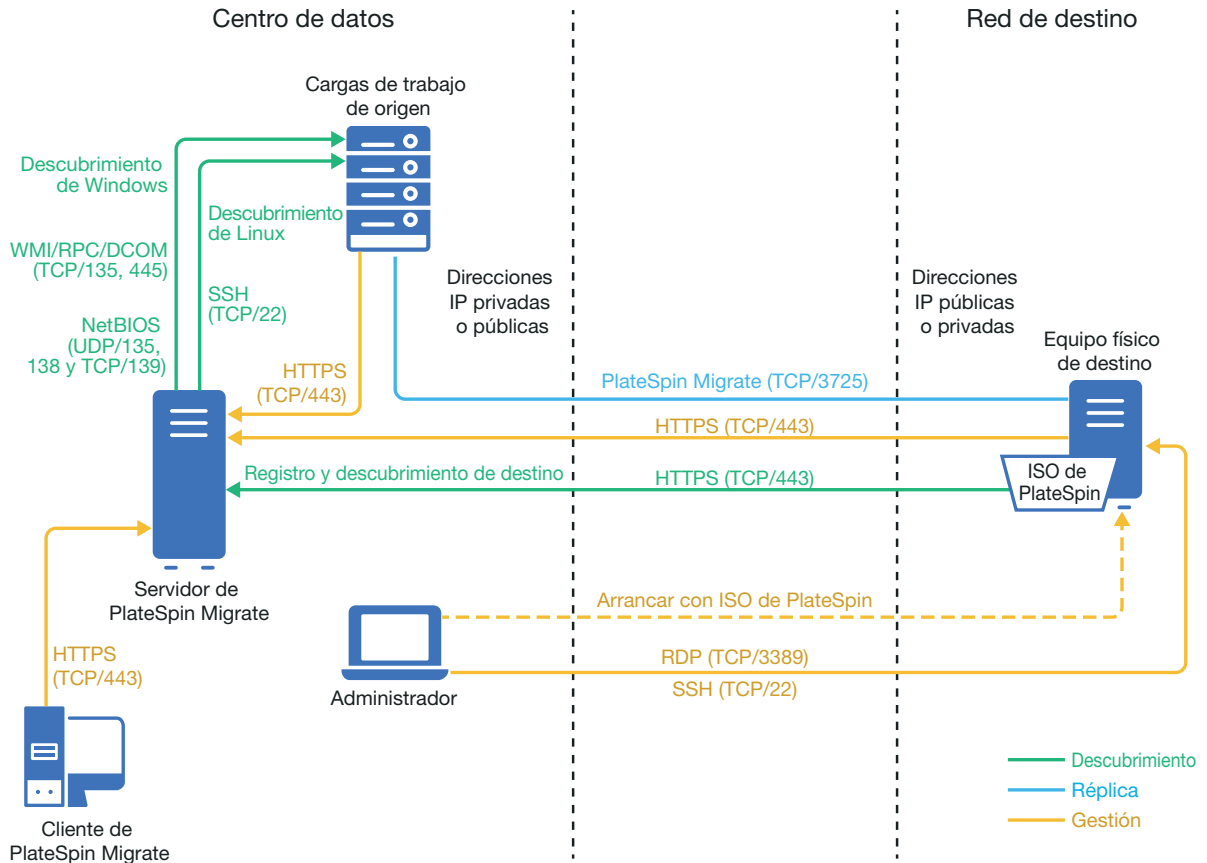 Centro de datos
Red de destino
Cargas de trabajo
de origen
Descubrimiento
de Windows
Descubrimiento
de Linux
WMI/RPC/DCOM
(TCP/135, 445)
SSH
(TCP/22)
NetBIOS
(UDP/135,
138 y TCP/139)
Direcciones
IP privadas
o públicas
Direcciones
IP públicas
o privadas
Equipo físico
de destino
HTTPS
(TCP/443)
PlateSpin Migrate (TCP/3725)
HTTPS (TCP/443)
Registro y descubrimiento de destino
HTTPS (TCP/443)
ISO de
PlateSpin
Servidor de
PlateSpin Migrate
Arrancar con ISO de PlateSpin
HTTPS
(TCP/443)
RDP (TCP/3389)
SSH (TCP/22)
Administrador
Descubrimiento
Réplica
Gestión
Cliente de
PlateSpin Migrate